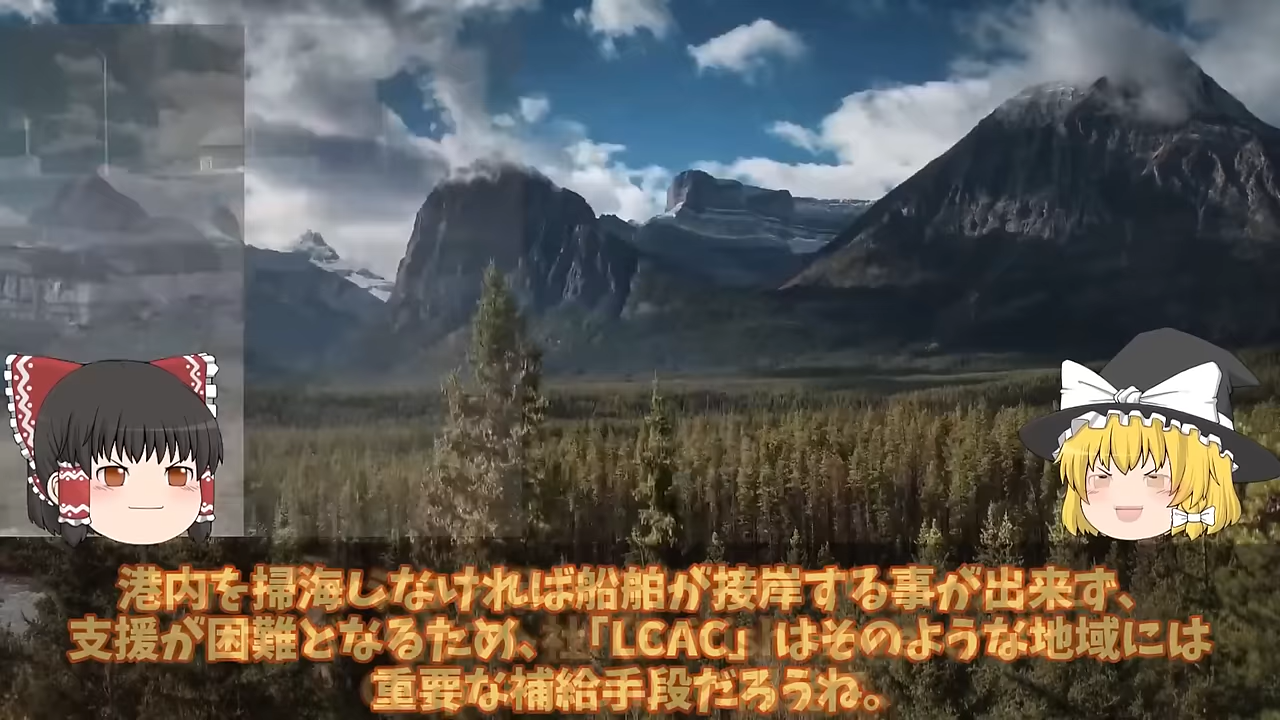 港内を掃海しなければ船舶が接岸する事が出来ず、
支援が困難となるため、「LCAC」はそのような地域には
重要な補給手段だろうね。